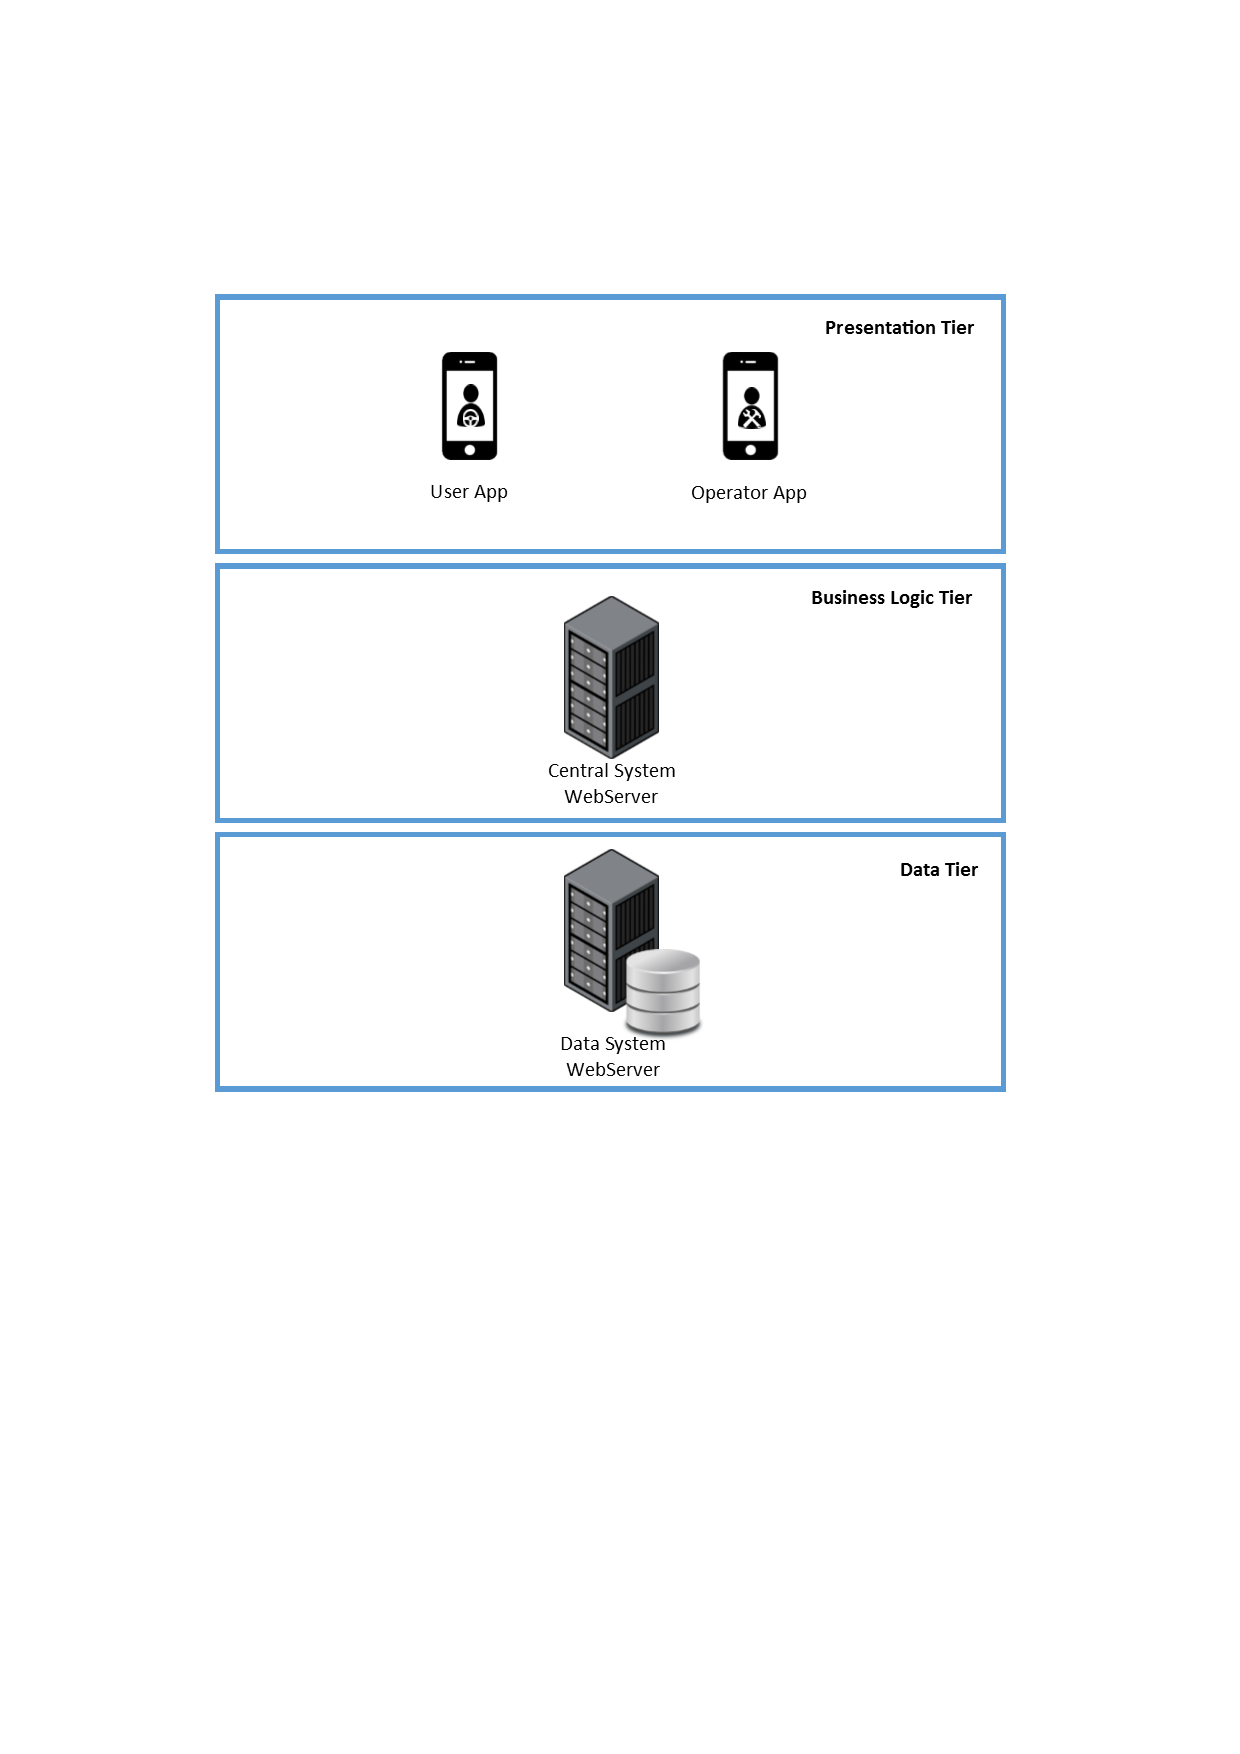 Presentation Tier
User App
Operator App
Business Logic Tier
Central System
WebServer
Data Tier
Data System
WebServer